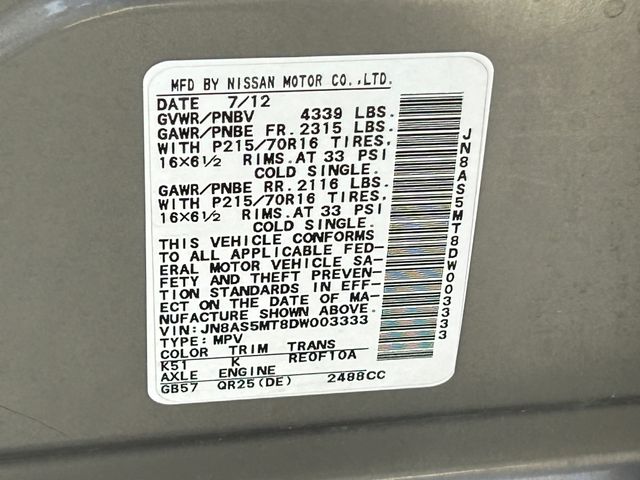 MFD BY NISSAN MOTOR CO.,LTD.
DATE 7/12
GVWR/PNBV 4339 LBS.
GAWR/PNBE FR. 2315 LBS.
WITH P215/70R16 TIRES,
16×6½ RIMS.AT 33 PSI
COLD SINGLE.
GAWR/PNBE RR. 2116 LBS.
WITH P215/70R16 TIRES,
16×6½ RIMS.AT 33 PSI
COLD SINGLE.
THIS VEHICLE CONFORMS
TO ALL APPLICABLE FED-
ERAL MOTOR VEHICLE SA-
FETY AND THEFT PREVEN-
TION STANDARDS IN EFF-
ECT ON THE DATE OF MA-
NUFACTURE SHOWN ABOVE.
VIN: JN8AS5MT8DW003333
TYPE: MPV
COLOR TRIM TRANS
K51 K RE0F10A
AXLE ENGINE
GB57 QR25(DE) 2488CC
JN8AS5MT8DW003333